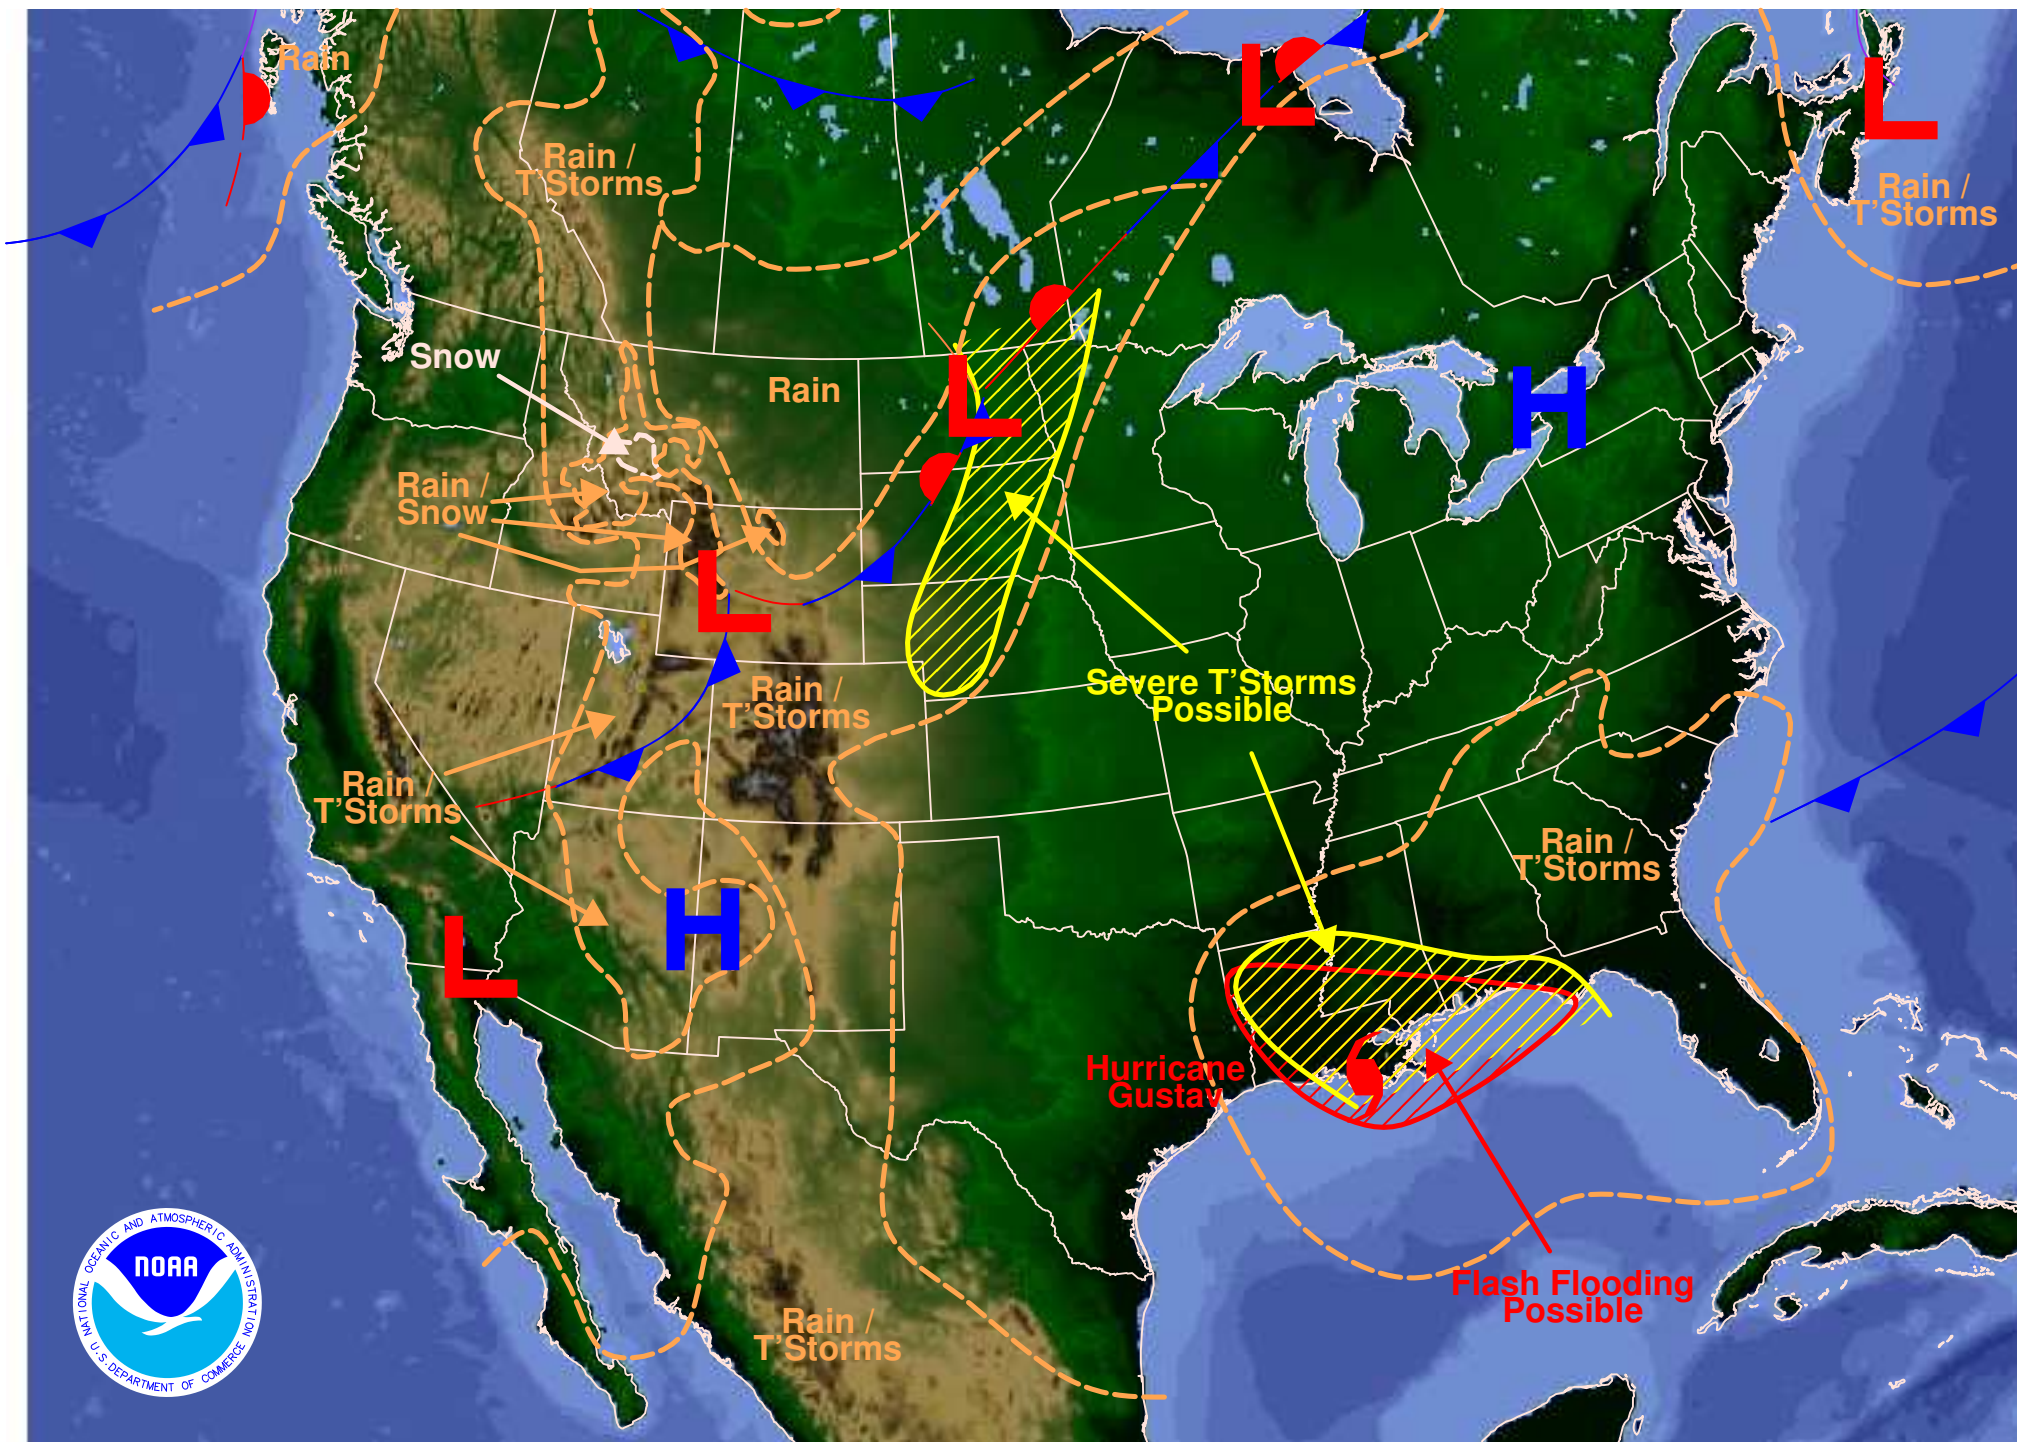 Rain
L
L
Rain /
T'Storms
Rain /
T'Storms
Snow
Rain
L
H
Rain /
Snow
L
Severe T'Storms
Possible
Rain /
T'Storms
Rain /
T'Storms
Rain /
T'Storms
H
L
Hurricane
Gustav
Flash Flooding
Possible
Rain /
T'Storms
NATIONAL OCEANIC AND ATMOSPHERIC ADMINISTRATION
NOAA
U.S. DEPARTMENT OF COMMERCE